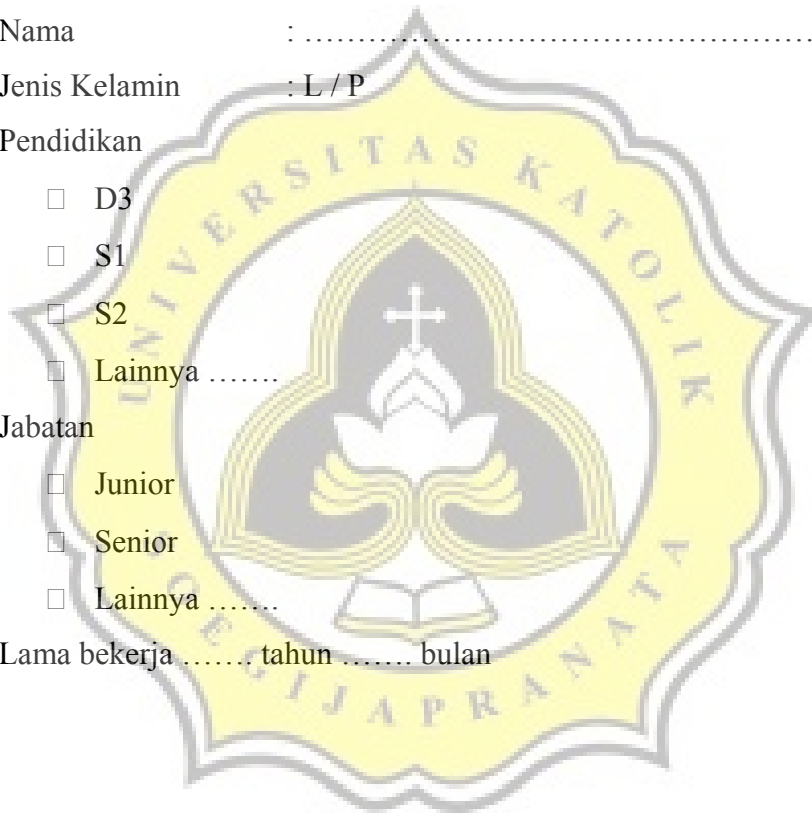 Nama : ……………………………………………
Jenis Kelamin : L / P
Pendidikan
□ D3
□ S1
□ S2
□ Lainnya …….
Jabatan
□ Junior
□ Senior
□ Lainnya …….
Lama bekerja ……. tahun ……. bulan
UNIVERSITAS KATOLIK
SOEGIJAPRANATA